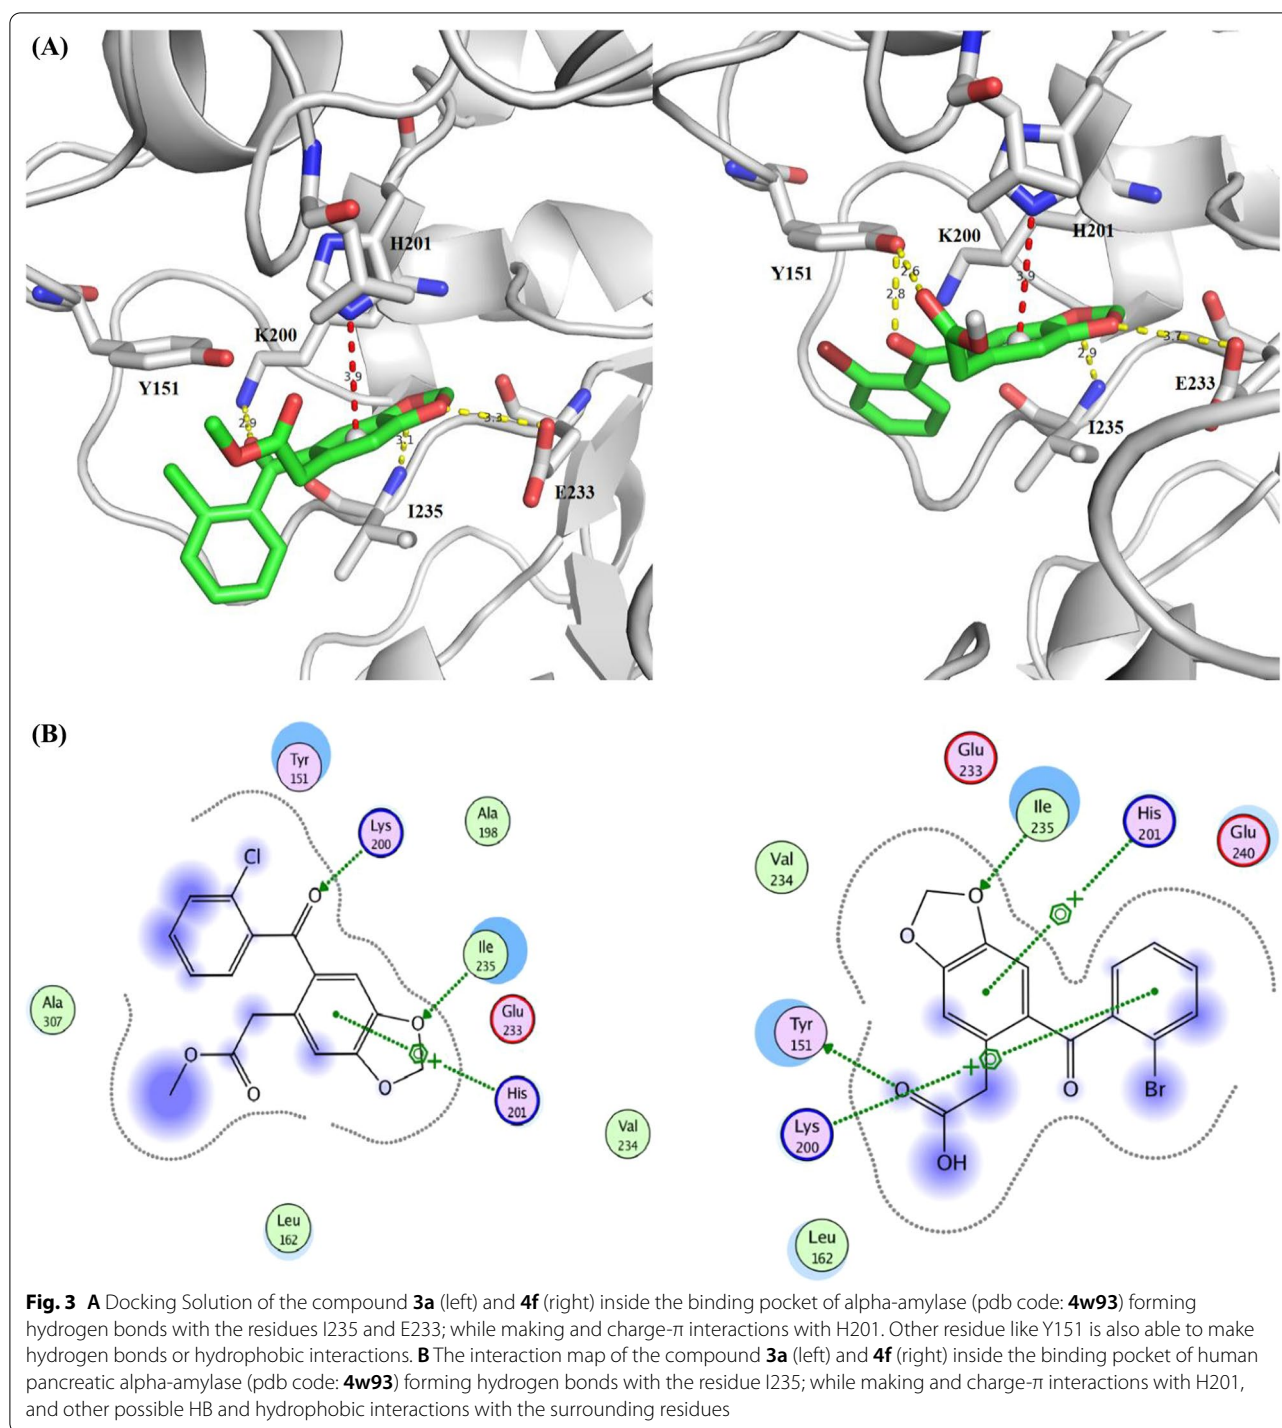 (A)
H201
K200
Y151
3.9
2.9
3.1
3.3
E233
I235
K200
H201
Y151
2.6
2.8
3.9
2.9
3.7
E233
I235
(B)
Tyr
151
Lys
200
Ala
198
Cl
O
Ile
235
Ala
307
Glu
233
O
O
O
O
His
201
Val
234
Leu
162
Glu
233
Ile
235
His
201
Glu
240
Val
234
O
O
Tyr
151
O
O
Br
Lys
200
OH
Leu
162
Fig. 3 A Docking Solution of the compound 3a (left) and 4f (right) inside the binding pocket of alpha-amylase (pdb code: 4w93) forming
hydrogen bonds with the residues I235 and E233; while making and charge-π interactions with H201. Other residue like Y151 is also able to make
hydrogen bonds or hydrophobic interactions. B The interaction map of the compound 3a (left) and 4f (right) inside the binding pocket of human
pancreatic alpha-amylase (pdb code: 4w93) forming hydrogen bonds with the residue I235; while making and charge-π interactions with H201,
and other possible HB and hydrophobic interactions with the surrounding residues